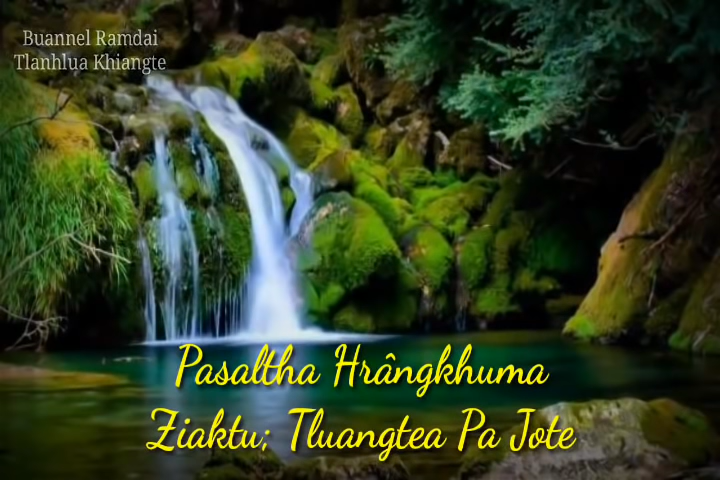 Buannel Ramdai
Tlanhlua Khiangte
Pasaltha Hrângkhuma
Ziaktu; Tluangtea Pa Jote